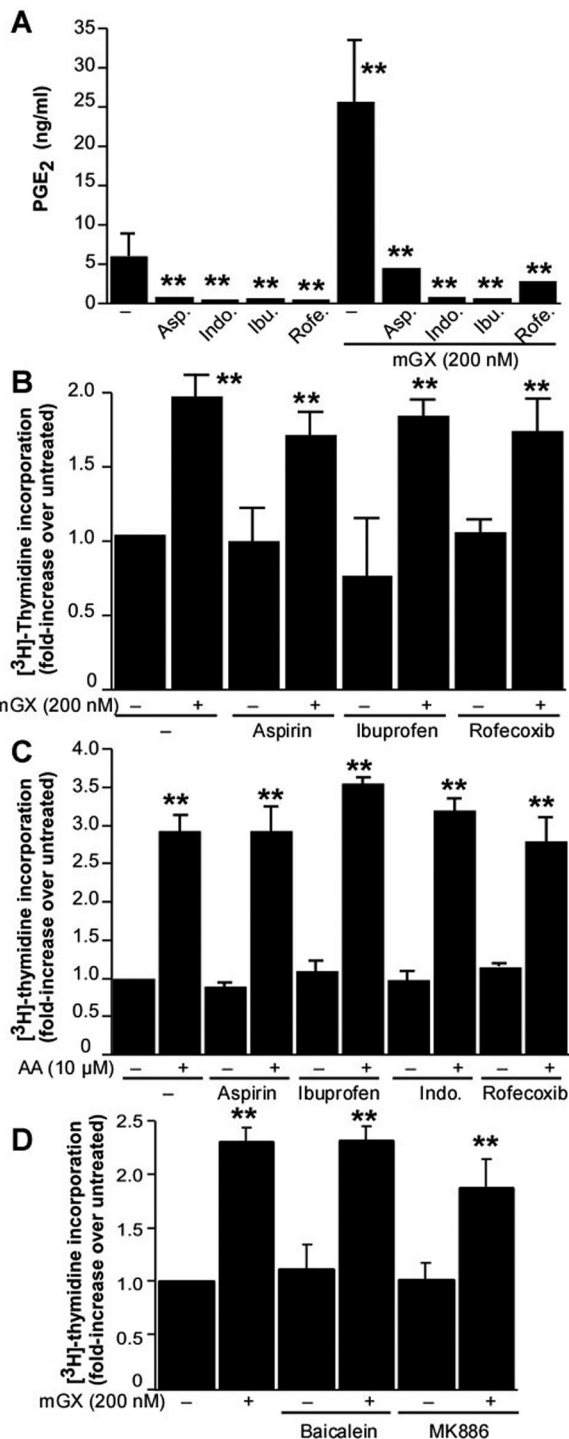 A
PGE2 (ng/ml)
35
30
25
20
15
10
5
0
** ** ** ** ** ** ** ** **
– Asp. Indo. Ibu. Rofe. – Asp. Indo. Ibu. Rofe.
mGX (200 nM)
B
[3H]-Thymidine incorporation
(fold-increase over untreated)
2.0
1.5
1.0
0.5
0
** ** ** **
mGX (200 nM) – + – + – + – +
– Aspirin Ibuprofen Rofecoxib
C
[3H]-thymidine incorporation
(fold-increase over untreated)
4.0
3.5
3.0
2.5
2.0
1.5
1.0
0.5
0
** ** ** ** **
AA (10 µM) – + – + – + – + – +
– Aspirin Ibuprofen Indo. Rofecoxib
D
[3H]-thymidine incorporation
(fold-increase over untreated)
2.5
2.0
1.5
1.0
0.5
0
** ** **
mGX (200 nM) – + – + – +
Baicalein MK886